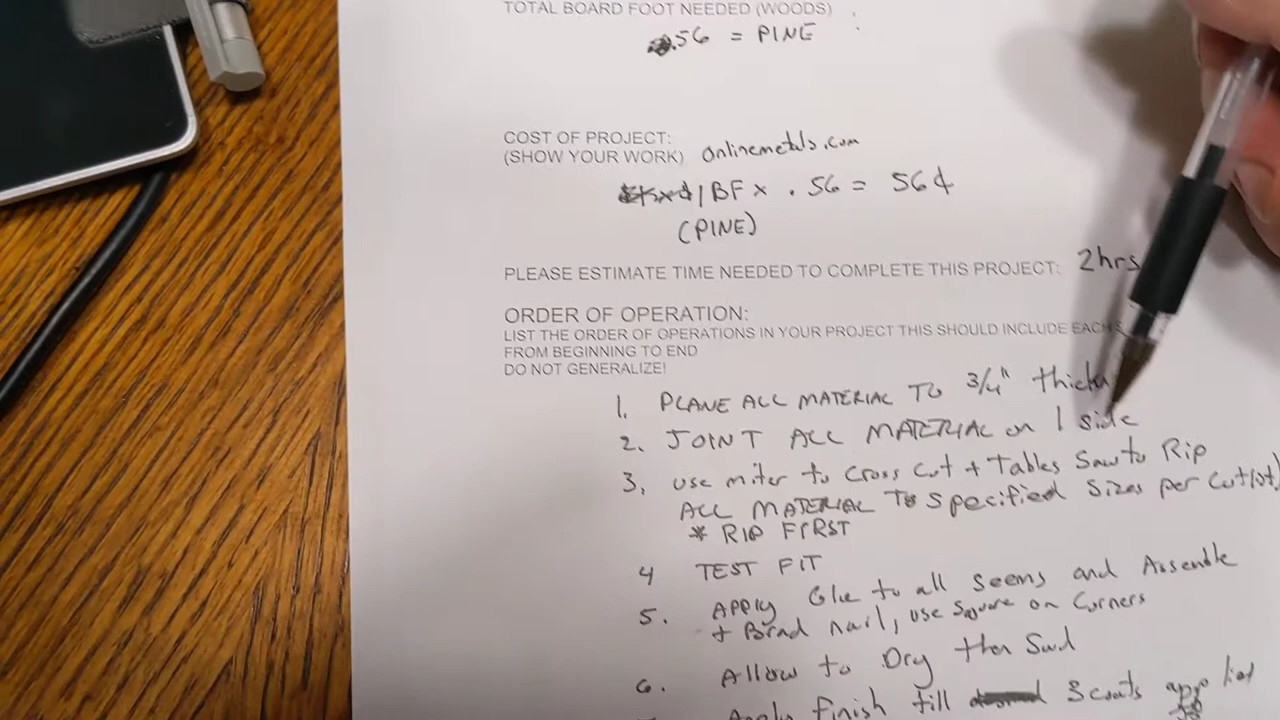 TOTAL BOARD FOOT NEEDED (WOODS)
.56 = PINE
COST OF PROJECT:
(SHOW YOUR WORK) onlinemetals.com
1BF x .56 = 56¢
(PINE)
PLEASE ESTIMATE TIME NEEDED TO COMPLETE THIS PROJECT: 2hrs
ORDER OF OPERATION:
LIST THE ORDER OF OPERATIONS IN YOUR PROJECT THIS SHOULD INCLUDE EACH
FROM BEGINNING TO END
DO NOT GENERALIZE!
1. PLANE ALL MATERIAL TO 3/4"
2. JOINT ALL MATERIAL on 1 side
3. use miter to Cross Cut + Tables Saw to Rip
ALL MATERIAL To specified sizes per
* RIP FIRST
4 TEST FIT
5. APPLY Glue to all seems and Assemble
+ Brad nail, use Square on Corners
6. Allow to Dry then Sand
Apply finish till 3 coats